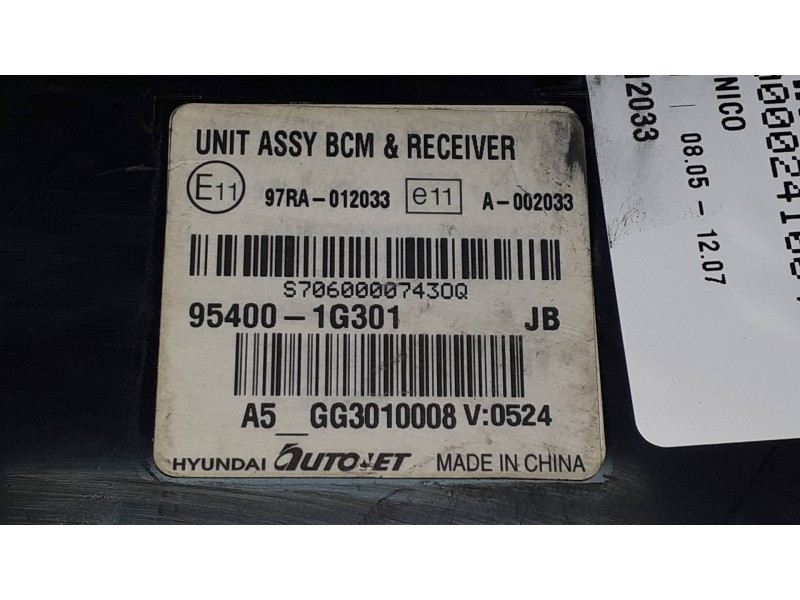 UNIT ASSY BCM & RECEIVER
E11 97RA-012033 e11 A-002033
S70600007430Q
95400-1G301 JB
A5_GG3010008 V:0524
HYUNDAI AUTONET MADE IN CHINA
NICO
08.05 - 12.07
12033